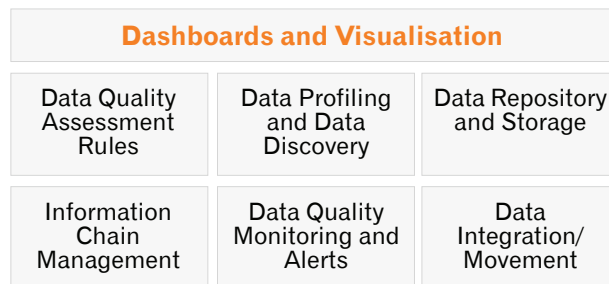 Dashboards and Visualisation
Data Quality
Assessment
Rules
Data Profiling
and Data
Discovery
Data Repository
and Storage
Information
Chain
Management
Data Quality
Monitoring and
Alerts
Data
Integration/
Movement